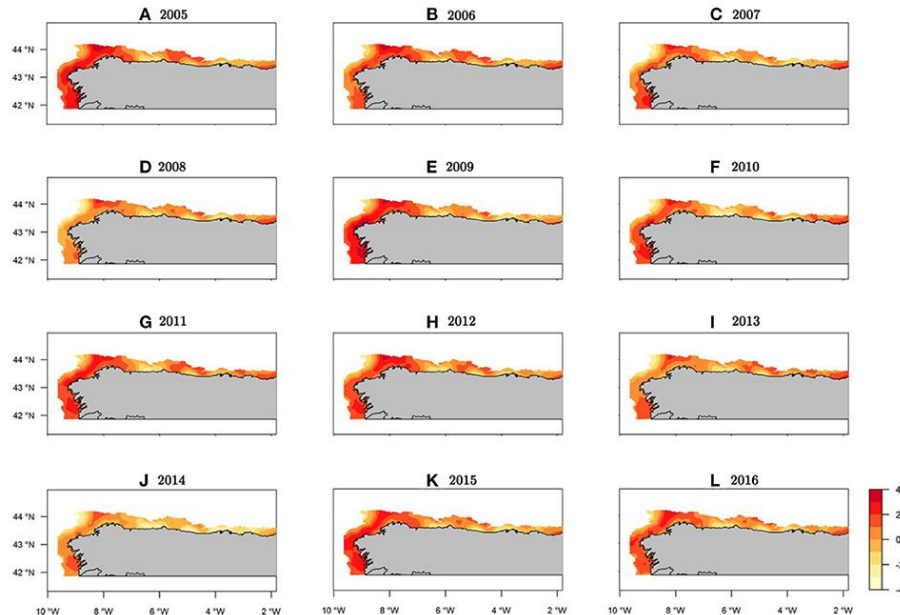 A 2005
B 2006
C 2007
44 °N
43 °N
42 °N
D 2008
E 2009
F 2010
44 °N
43 °N
42 °N
G 2011
H 2012
I 2013
44 °N
43 °N
42 °N
J 2014
K 2015
L 2016
44 °N
43 °N
42 °N
4
2
0
10 °W 8 °W 6 °W 4 °W 2 °W
10 °W 8 °W 6 °W 4 °W 2 °W
10 °W 8 °W 6 °W 4 °W 2 °W